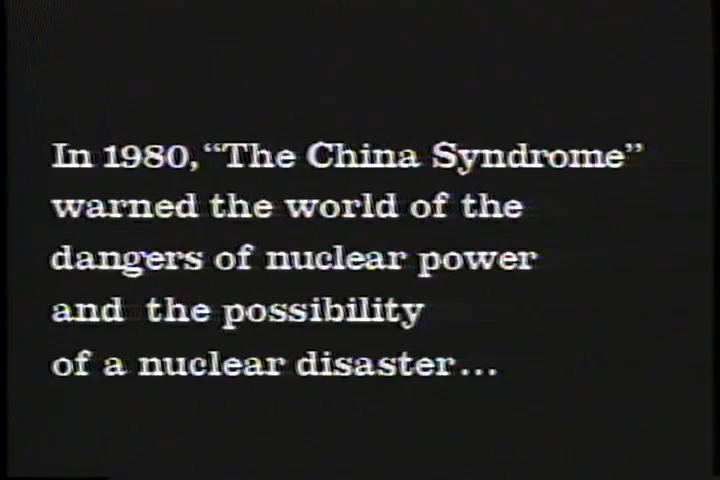 In 1980, “The China Syndrome”
warned the world of the
dangers of nuclear power
and the possibility
of a nuclear disaster...